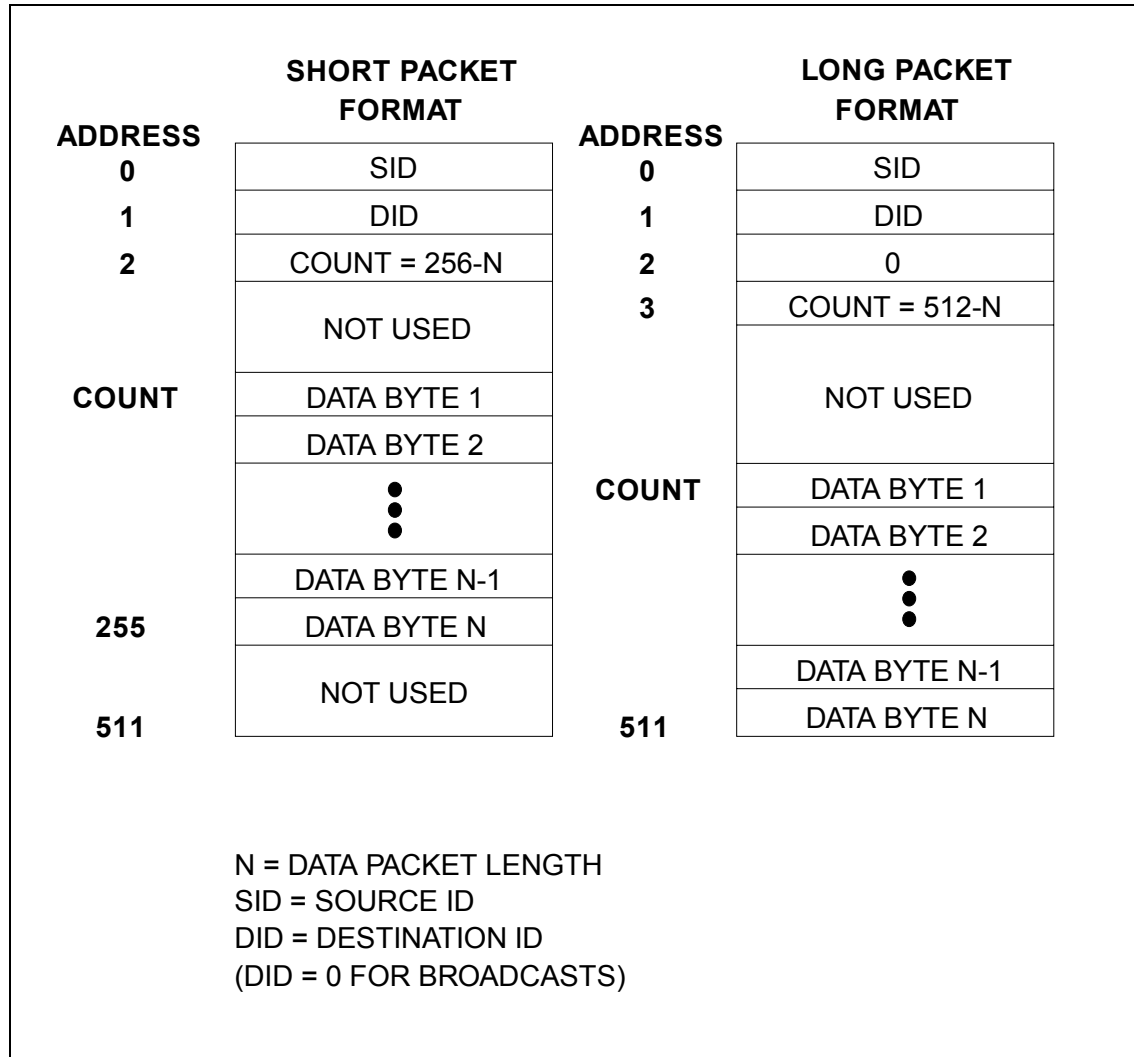 SHORT PACKET
FORMAT
ADDRESS
0
SID
1
DID
2
COUNT = 256-N
NOT USED
COUNT
DATA BYTE 1
DATA BYTE 2
DATA BYTE N-1
255
DATA BYTE N
NOT USED
511
LONG PACKET
FORMAT
ADDRESS
0
SID
1
DID
2
0
3
COUNT = 512-N
NOT USED
COUNT
DATA BYTE 1
DATA BYTE 2
DATA BYTE N-1
511
DATA BYTE N
N = DATA PACKET LENGTH
SID = SOURCE ID
DID = DESTINATION ID
(DID = 0 FOR BROADCASTS)